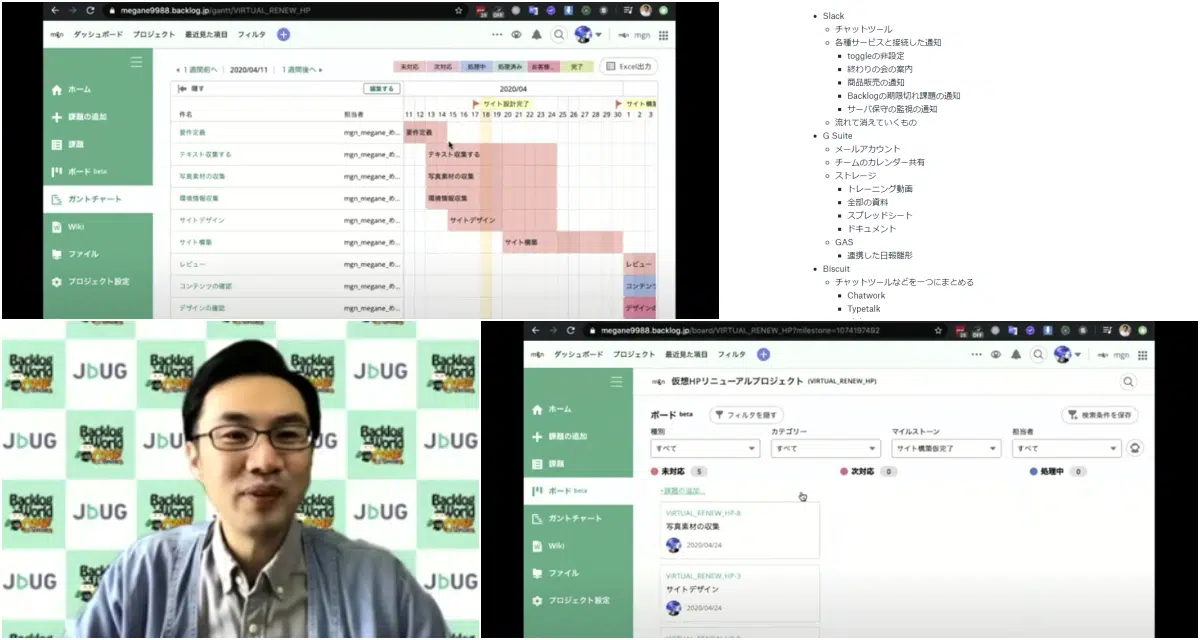 megane9988.backlog.jp/gantt/VIRTUAL_RENEW_HP
mgn ダッシュボード プロジェクト 最近見た項目 フィルタ
mgn
« 1 週間前へ 2020/04/11 1 週間後へ »
未対応 次対応 処理中 処理済み お客様... 完了 Excel出力
隠す 編集する 2020/04
サイト設計完了 サイト構築
件名 担当者 11 12 13 14 15 16 17 18 19 20 21 22 23 24 25 26 27 28 29 30 1 2 3
ホーム
課題の追加
課題
ボード beta
ガントチャート
Wiki
ファイル
プロジェクト設定
要件定義 mgn_megane_め... 要件定義
テキスト収集する mgn_megane_め... テキスト収集する
写真素材の収集 mgn_megane_め... 写真素材の収集
環境情報収集 mgn_megane_め... 環境情報収集
サイトデザイン mgn_megane_め... サイトデザイン
サイト構築 mgn_megane_め... サイト構築
レビュー mgn_megane_め... レビュー
コンテンツの確認 mgn_megane_め... コンテンツ
デザインの確認 mgn_megane_め... デザインの
Slack
チャットツール
各種サービスと接続した通知
toggleの非設定
終わりの会の案内
商品販売の通知
Backlogの期限切れ課題の通知
サーバ保守の監視の通知
流れて消えていくもの
G Suite
メールアカウント
チームのカレンダー共有
ストレージ
トレーニング動画
全部の資料
スプレッドシート
ドキュメント
GAS
連携した日報雛形
Biscuit
チャットツールなどを一つにまとめる
Chatwork
Typetalk
Backlog World JbUG
JbUG Backlog World
megane9988.backlog.jp/board/VIRTUAL_RENEW_HP?milestone=1074197492
mgn ダッシュボード プロジェクト 最近見た項目 フィルタ
mgn
仮想HPリニューアルプロジェクト (VIRTUAL_RENEW_HP)
ホーム
課題の追加
課題
ボード beta
ガントチャート
Wiki
ファイル
プロジェクト設定
ボード beta フィルタを隠す 検索条件を保存
種別 カテゴリー マイルストーン 担当者
すべて すべて サイト構築仮完了 すべて
未対応 5 次対応 0 処理中 0
+課題の追加...
VIRTUAL_RENEW_HP-8
写真素材の収集
2020/04/24
VIRTUAL_RENEW_HP-3
サイトデザイン
2020/04/24